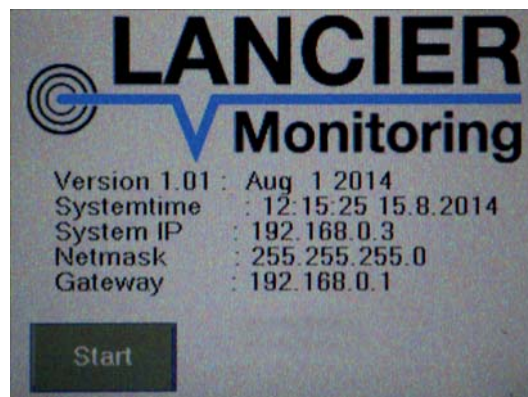 LANCIER
Monitoring
Version 1.01 : Aug 1 2014
Systemtime : 12:15:25 15.8.2014
System IP : 192.168.0.3
Netmask : 255.255.255.0
Gateway : 192.168.0.1
Start